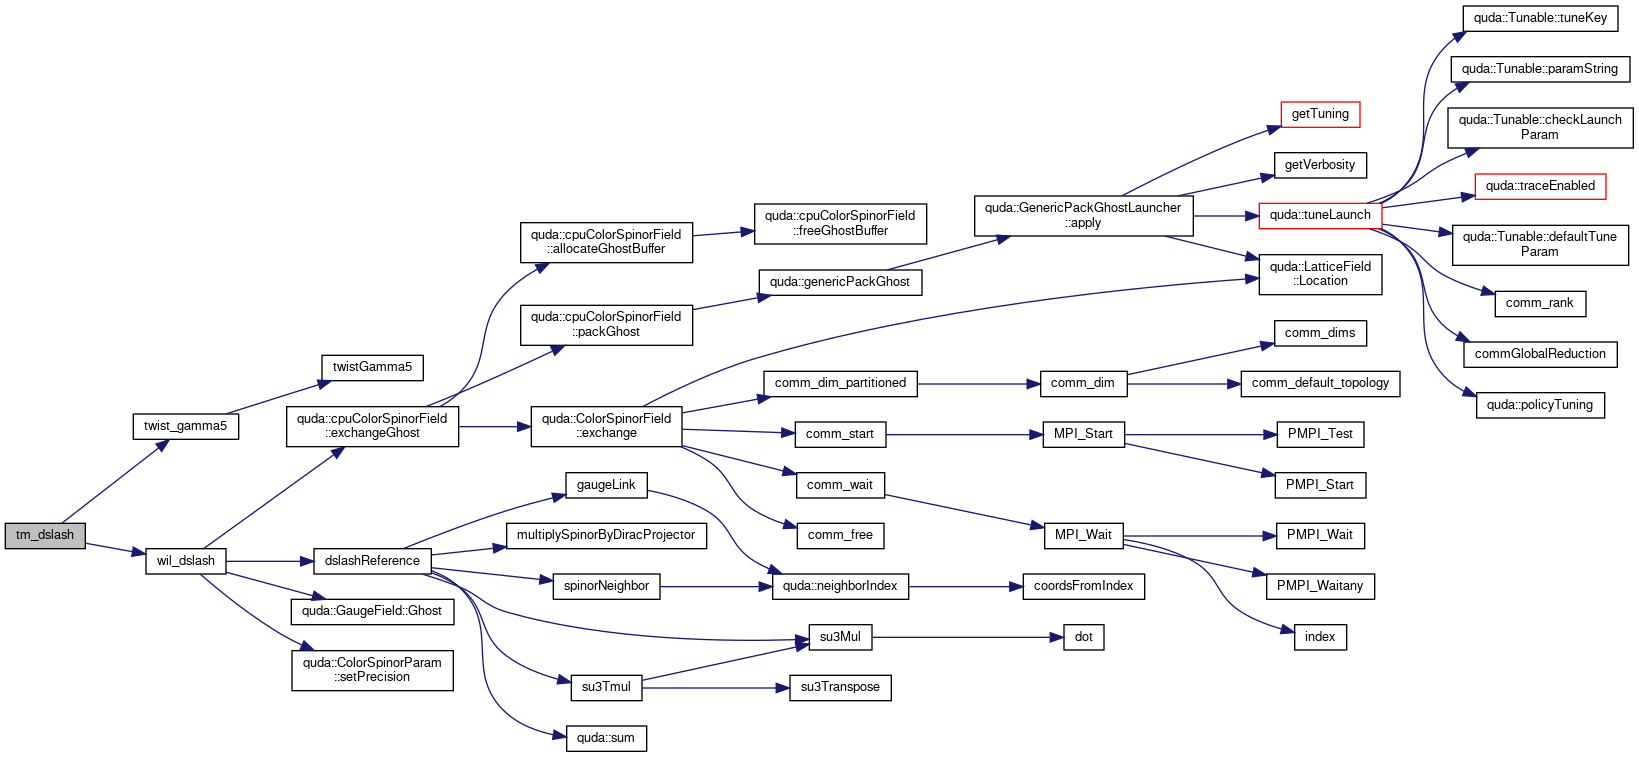 tm_dslash
twist_gamma5
wil_dslash
twistGamma5
quda::cpuColorSpinorField
::exchangeGhost
dslashReference
quda::GaugeField::Ghost
quda::ColorSpinorParam
::setPrecision
quda::cpuColorSpinorField
::allocateGhostBuffer
quda::cpuColorSpinorField
::packGhost
quda::ColorSpinorField
::exchange
gaugeLink
multiplySpinorByDiracProjector
spinorNeighbor
su3Tmul
quda::sum
quda::cpuColorSpinorField
::freeGhostBuffer
quda::genericPackGhost
comm_dim_partitioned
comm_start
comm_wait
comm_free
quda::neighborIndex
su3Mul
su3Transpose
quda::GenericPackGhostLauncher
::apply
comm_dim
MPI_Start
MPI_Wait
coordsFromIndex
dot
getTuning
getVerbosity
quda::tuneLaunch
quda::LatticeField
::Location
comm_dims
comm_default_topology
PMPI_Test
PMPI_Start
PMPI_Wait
PMPI_Waitany
index
quda::Tunable::tuneKey
quda::Tunable::paramString
quda::Tunable::checkLaunch
Param
quda::traceEnabled
quda::Tunable::defaultTune
Param
comm_rank
commGlobalReduction
quda::policyTuning